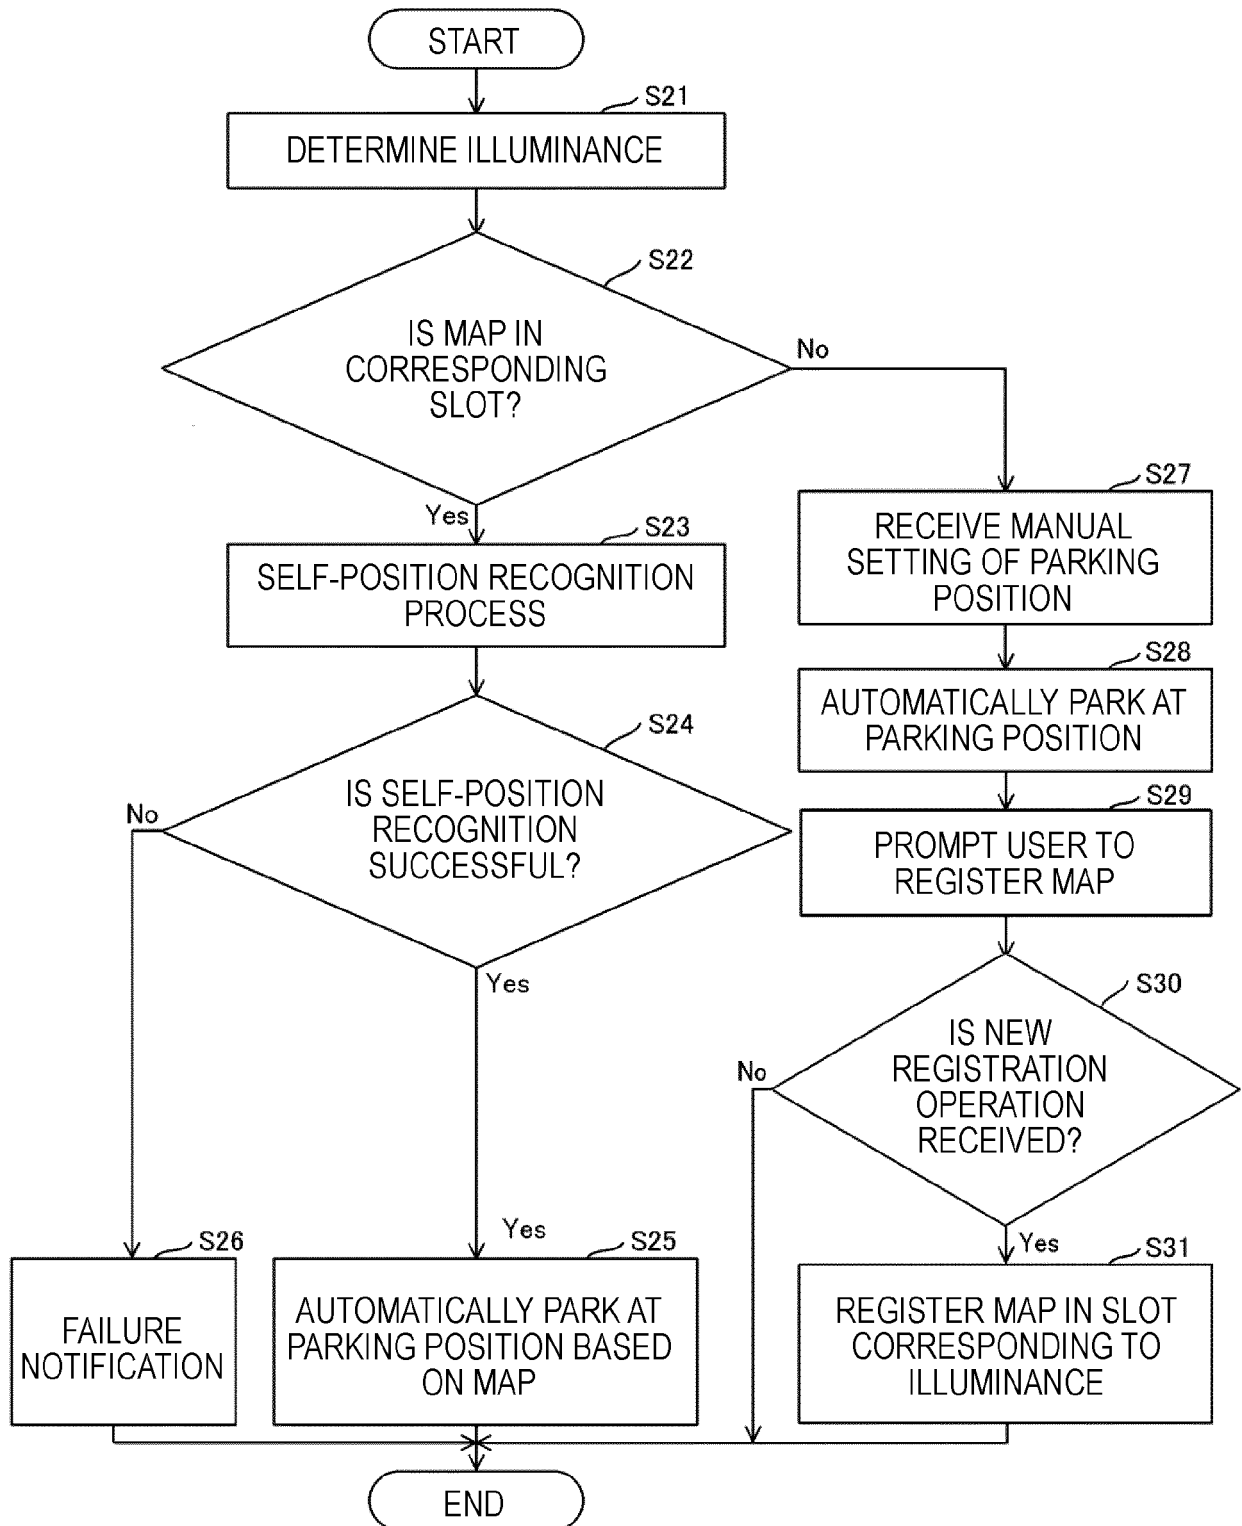 START
S21
DETERMINE ILLUMINANCE
S22
IS MAP IN
CORRESPONDING
SLOT?
No
Yes
S23
SELF-POSITION RECOGNITION
PROCESS
S24
IS SELF-POSITION
RECOGNITION
SUCCESSFUL?
No
Yes
Yes
S26
FAILURE
NOTIFICATION
S25
AUTOMATICALLY PARK AT
PARKING POSITION BASED
ON MAP
S27
RECEIVE MANUAL
SETTING OF PARKING
POSITION
S28
AUTOMATICALLY PARK AT
PARKING POSITION
S29
PROMPT USER TO
REGISTER MAP
S30
IS NEW
REGISTRATION
OPERATION
RECEIVED?
No
Yes
S31
REGISTER MAP IN SLOT
CORRESPONDING TO
ILLUMINANCE
END